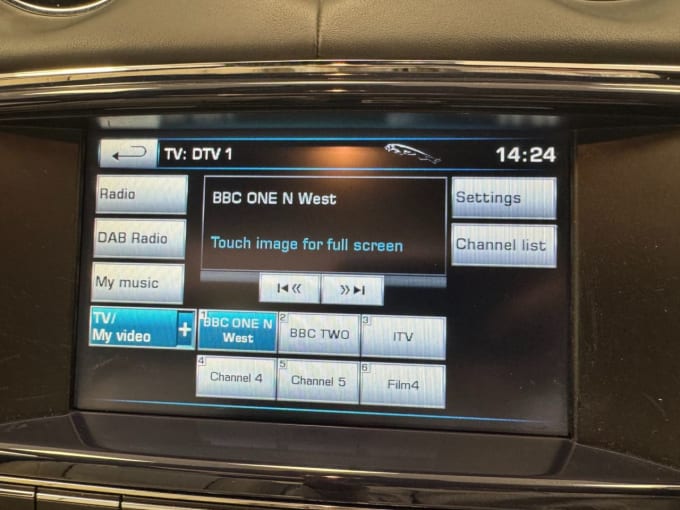 TV: DTV 1
14:24
Radio
BBC ONE N West
Settings
DAB Radio
Touch image for full screen
Channel list
My music
TV/
My video
+
1
BBC ONE N
West
2
BBC TWO
3
ITV
4
Channel 4
5
Channel 5
6
Film4